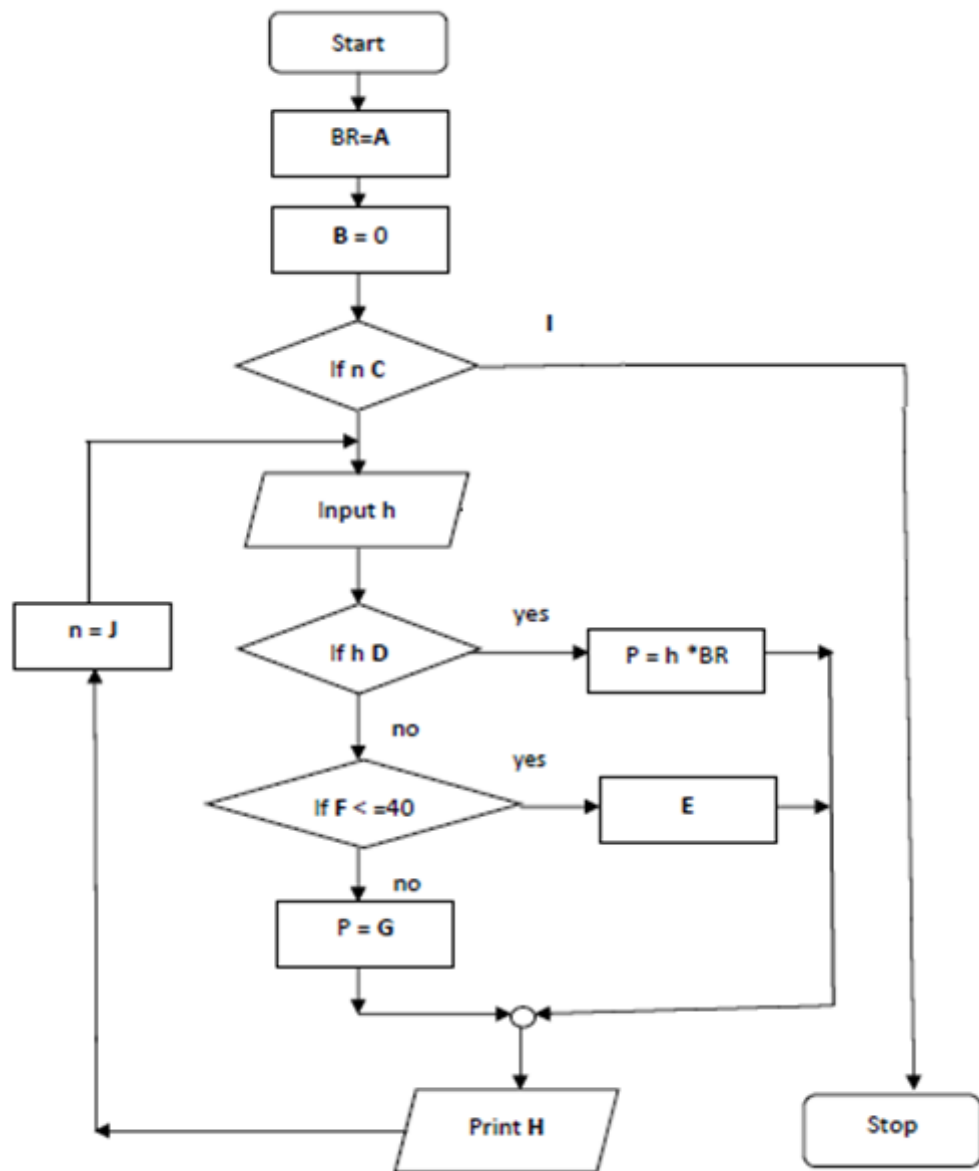 Start
BR=A
B = 0
I
If n C
Input h
n = J
yes
If h D
P = h *BR
no
yes
If F < =40
E
no
P = G
Print H
Stop